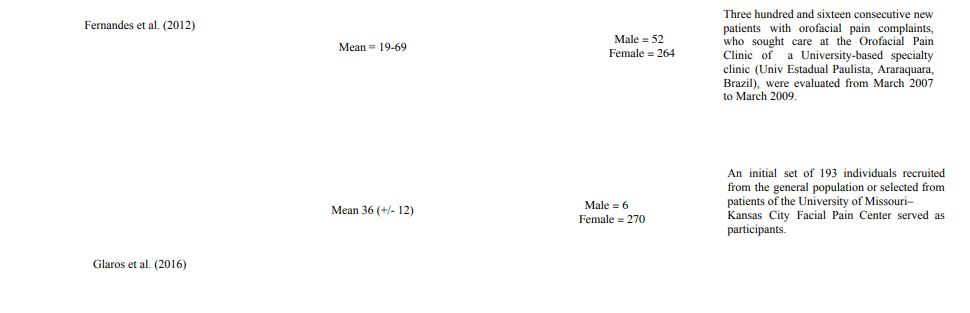 Fernandes et al. (2012)
Mean = 19-69
Male = 52
Female = 264
Three hundred and sixteen consecutive new
patients with orofacial pain complaints,
who sought care at the Orofacial Pain
Clinic of a University-based specialty
clinic (Univ Estadual Paulista, Araraquara,
Brazil), were evaluated from March 2007
to March 2009.
Mean 36 (+/- 12)
Male = 6
Female = 270
An initial set of 193 individuals recruited
from the general population or selected from
patients of the University of Missouri–
Kansas City Facial Pain Center served as
participants.
Glaros et al. (2016)